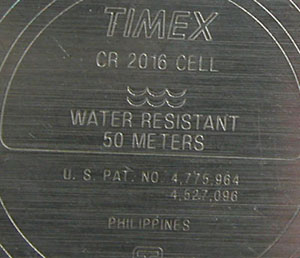 TIMEX
CR 2016 CELL
WATER RESISTANT
50 METERS
U. S. PAT. NO. 4,775,964
4,527,096
PHILIPPINES